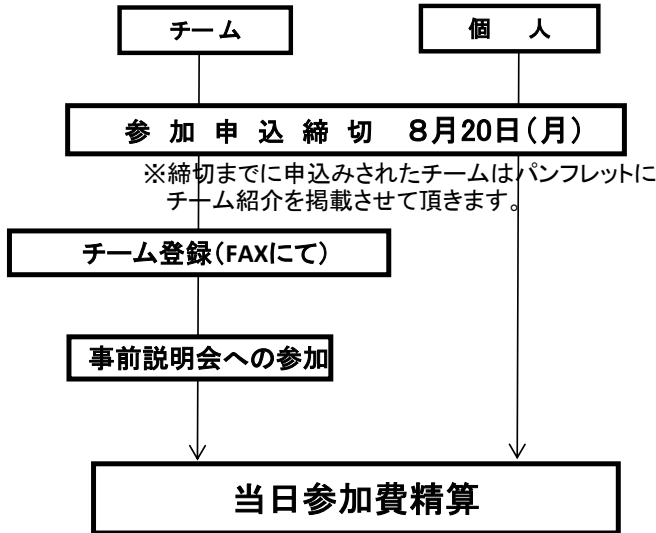 チーム
個 人
参 加 申 込 締 切 8月20日(月)
※締切までに申込みされたチームはパンフレットに
チーム紹介を掲載させて頂きます。
チーム登録(FAXにて)
事前説明会への参加
当日参加費精算